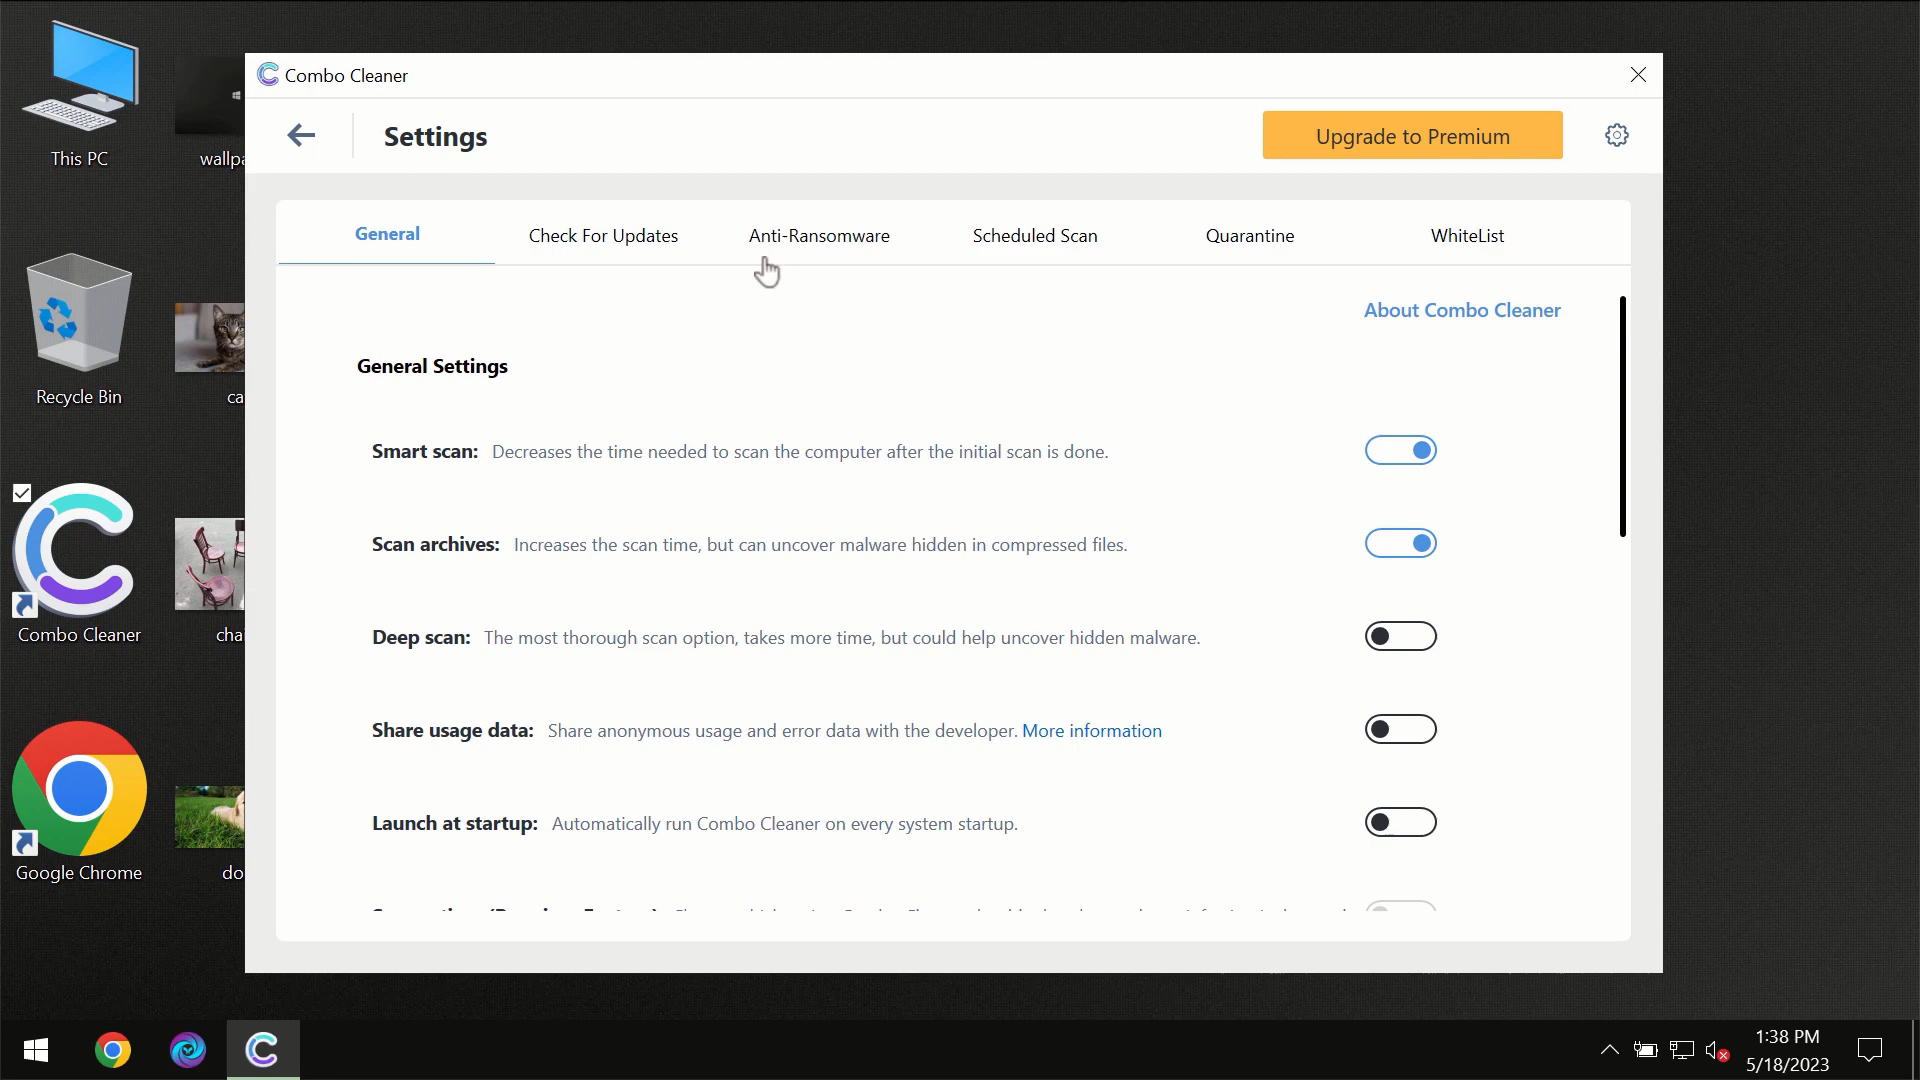 Combo Cleaner
Settings
Upgrade to Premium
General
Check For Updates
Anti-Ransomware
Scheduled Scan
Quarantine
WhiteList
About Combo Cleaner
General Settings
Smart scan: Decreases the time needed to scan the computer after the initial scan is done.
Scan archives: Increases the scan time, but can uncover malware hidden in compressed files.
Deep scan: The most thorough scan option, takes more time, but could help uncover hidden malware.
Share usage data: Share anonymous usage and error data with the developer. More information
Launch at startup: Automatically run Combo Cleaner on every system startup.
This PC
wallpa
Recycle Bin
ca
Combo Cleaner
chai
Google Chrome
do
1:38 PM
5/18/2023